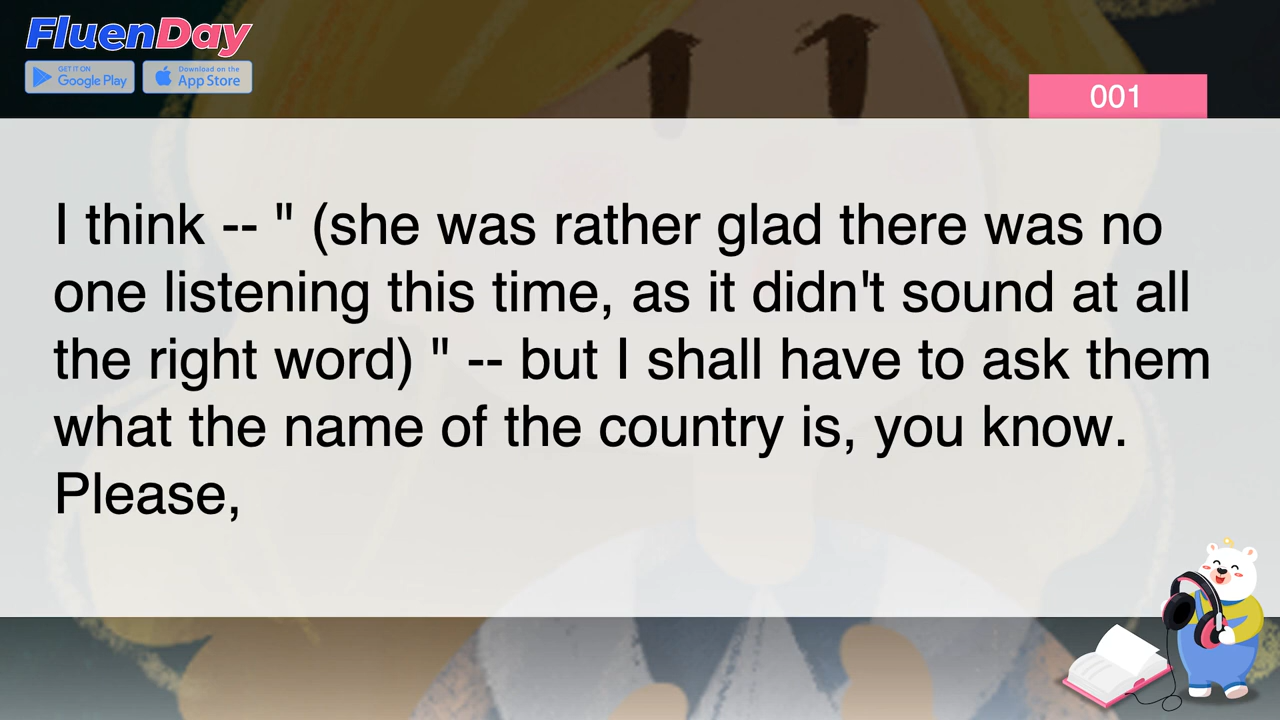 FluenDay
GET IT ON
Google Play
Download on the
App Store
001
I think -- " (she was rather glad there was no
one listening this time, as it didn't sound at all
the right word) " -- but I shall have to ask them
what the name of the country is, you know.
Please,